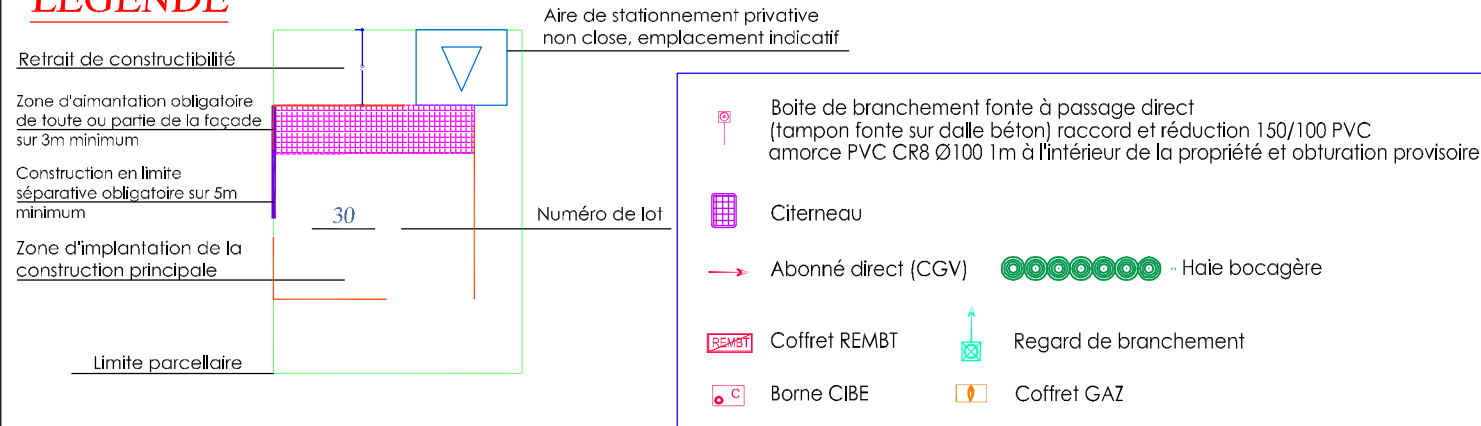 LEGENDE
Aire de stationnement privative
non close, emplacement indicatif
Retrait de constructibilité
Zone d'aimantation obligatoire
de toute ou partie de la façade
sur 3m minimum
Construction en limite
séparative obligatoire sur 5m
minimum
30
Numéro de lot
Zone d'implantation de la
construction principale
Limite parcellaire
Boite de branchement fonte à passage direct
(tampon fonte sur dalle béton) raccord et réduction 150/100 PVC
amorce PVC CR8 Ø100 1m à l'intérieur de la propriété et obturation provisoire
Citerneau
Abonné direct (CGV)
Haie bocagère
REMBT
Coffret REMBT
Regard de branchement
C
Borne CIBE
Coffret GAZ